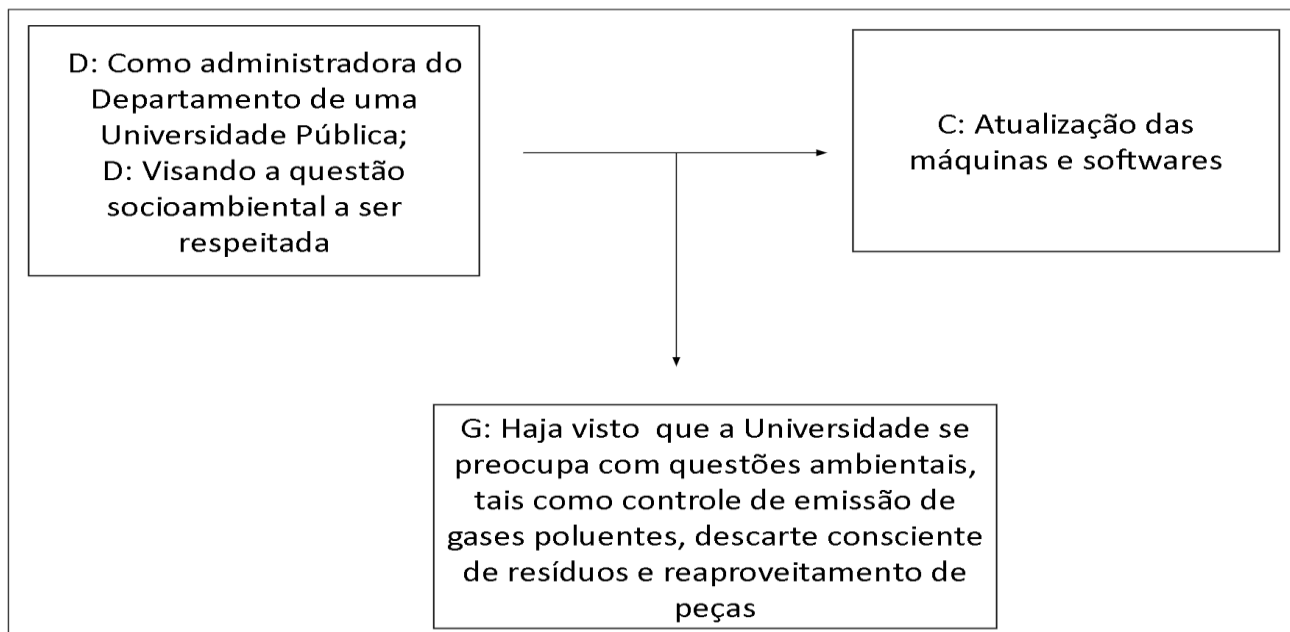 D: Como administradora do
Departamento de uma
Universidade Pública;
D: Visando a questão
socioambiental a ser
respeitada
C: Atualização das
máquinas e softwares
G: Haja visto que a Universidade se
preocupa com questões ambientais,
tais como controle de emissão de
gases poluentes, descarte consciente
de resíduos e reaproveitamento de
peças